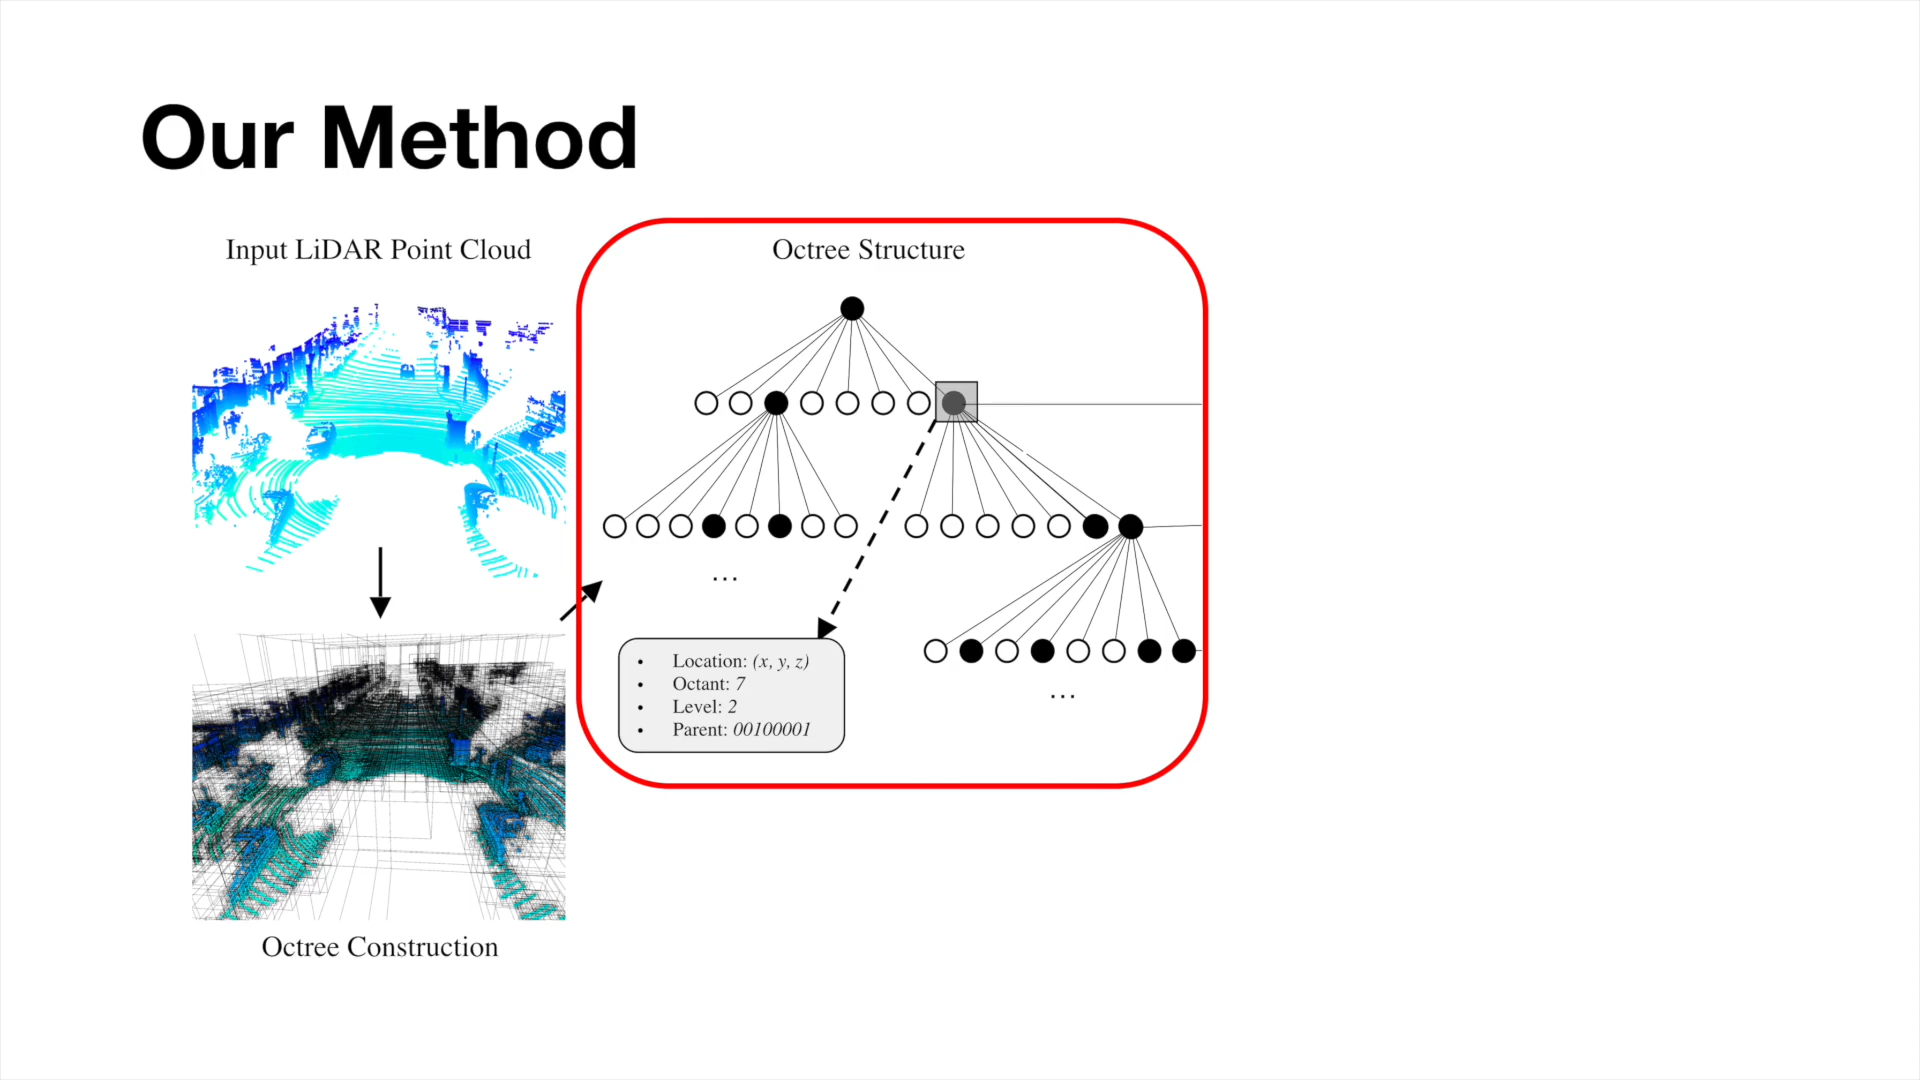 Our Method
Input LiDAR Point Cloud
Octree Structure
...
• Location: (x, y, z)
• Octant: 7
• Level: 2
• Parent: 00100001
...
Octree Construction